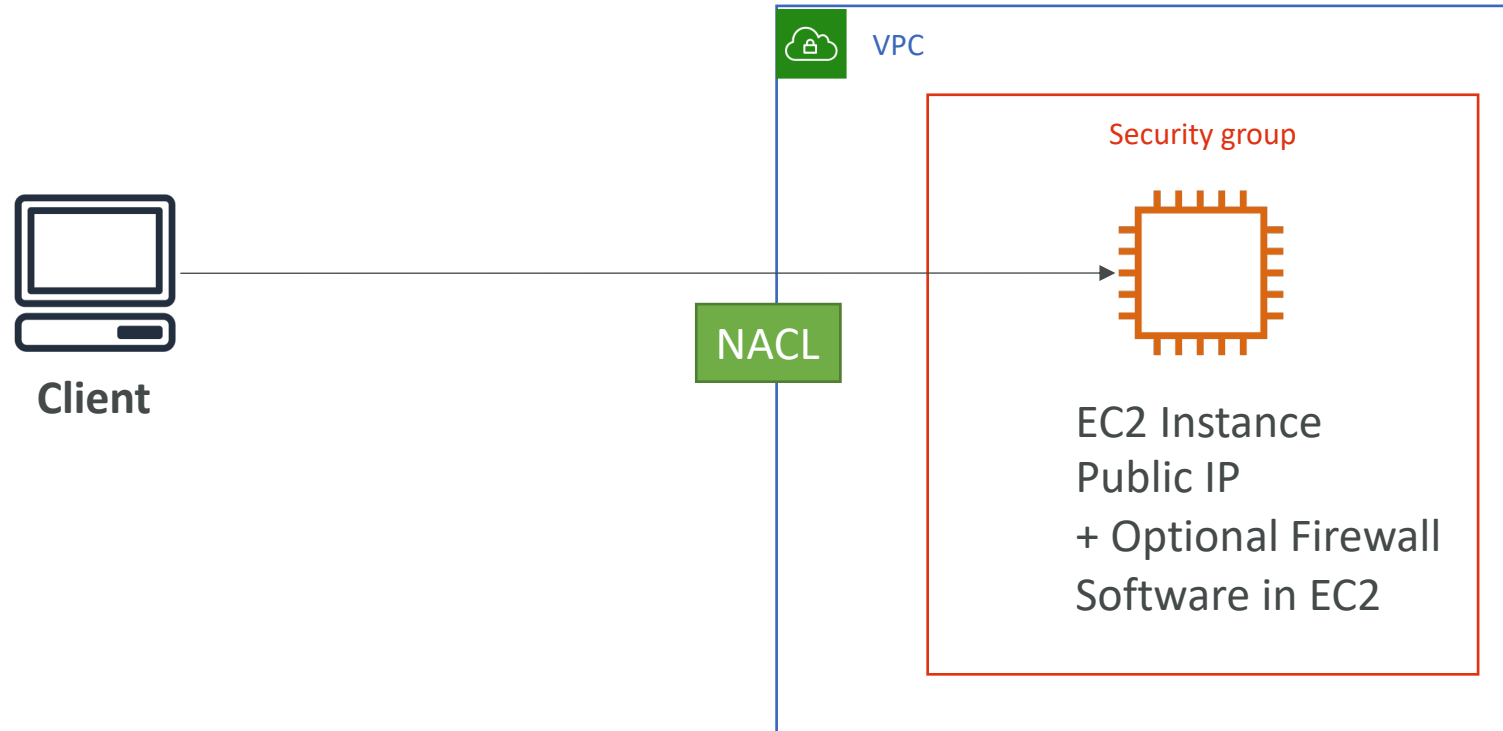 VPC
Security group
NACL
Client
EC2 Instance
Public IP
+ Optional Firewall
Software in EC2